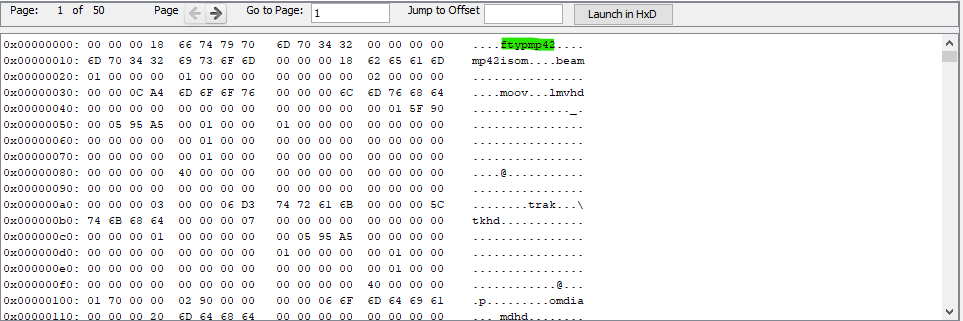 Page: 1 of 50 Page Go to Page: 1 Jump to Offset Launch in HxD
0x00000000: 00 00 00 18 66 74 79 70 6D 70 34 32 00 00 00 00 ....ftypmp42....
0x00000010: 6D 70 34 32 69 73 6F 6D 00 00 00 18 62 65 61 6D mp42isom....beam
0x00000020: 01 00 00 00 01 00 00 00 00 00 00 00 02 00 00 00 ................
0x00000030: 00 00 0C A4 6D 6F 6F 76 00 00 00 6C 6D 76 68 64 ....moov...lmvhd
0x00000040: 00 00 00 00 00 00 00 00 00 00 00 00 00 01 5F 90 .............._.
0x00000050: 00 05 95 A5 00 01 00 00 01 00 00 00 00 00 00 00 ................
0x00000060: 00 00 00 00 00 01 00 00 00 00 00 00 00 00 00 00 ................
0x00000070: 00 00 00 00 00 01 00 00 00 00 00 00 00 00 00 00 ................
0x00000080: 00 00 00 00 40 00 00 00 00 00 00 00 00 00 00 00 ....@...........
0x00000090: 00 00 00 00 00 00 00 00 00 00 00 00 00 00 00 00 ................
0x000000a0: 00 00 00 03 00 00 06 D3 74 72 61 6B 00 00 00 5C ........trak...\
0x000000b0: 74 6B 68 64 00 00 00 07 00 00 00 00 00 00 00 00 tkhd............
0x000000c0: 00 00 00 01 00 00 00 00 00 05 95 A5 00 00 00 00 ................
0x000000d0: 00 00 00 00 00 00 00 00 01 00 00 00 00 01 00 00 ................
0x000000e0: 00 00 00 00 00 00 00 00 00 00 00 00 00 01 00 00 ................
0x000000f0: 00 00 00 00 00 00 00 00 00 00 00 00 40 00 00 00 ............@...
0x00000100: 01 70 00 00 02 90 00 00 00 00 06 6F 6D 64 69 61 .p.........omdia
0x00000110: 00 00 00 20 6D 64 68 64 00 00 00 00 00 00 00 00 ... mdhd........